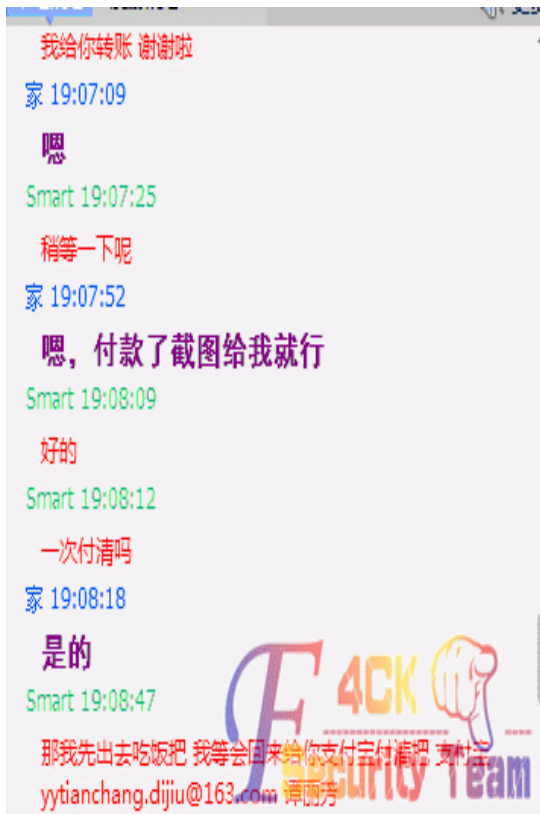 我给你转账 谢谢啦
家 19:07:09
嗯
Smart 19:07:25
稍等一下呢
家 19:07:52
嗯，付款了截图给我就行
Smart 19:08:09
好的
Smart 19:08:12
一次付清吗
家 19:08:18
是的
Smart 19:08:47
那我先出去吃饭把 我等会回来给你支付宝付清把 支付宝
yytianchang.dijiu@163.com 谭丽芳
F4CK
Security Team